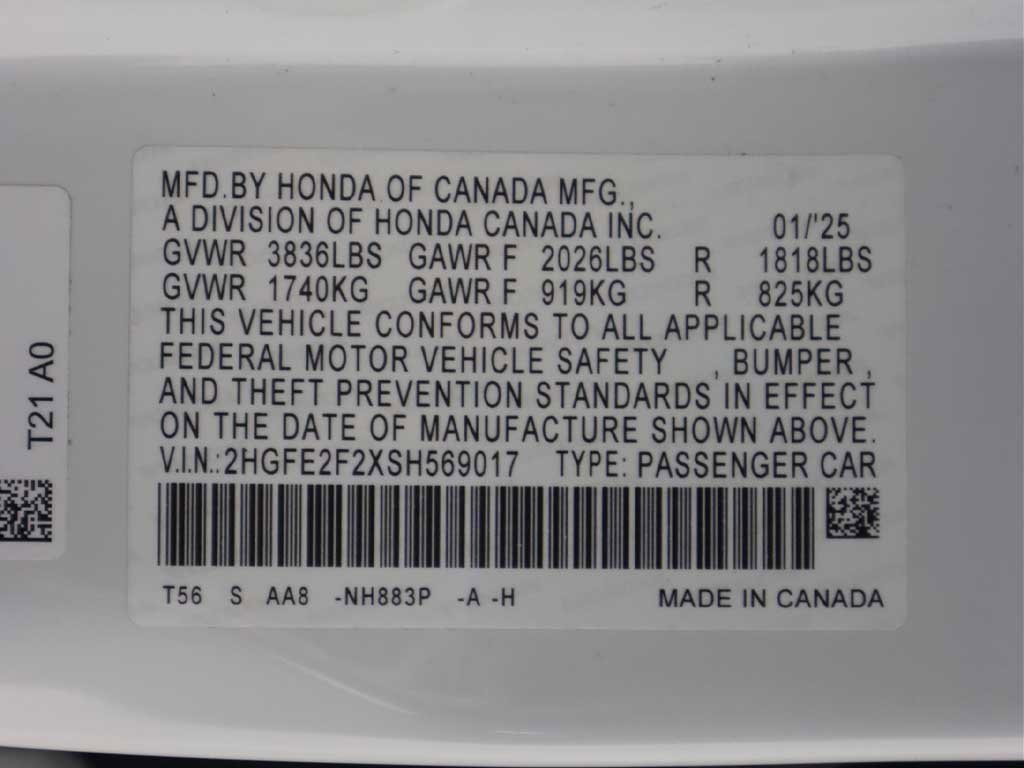 MFD.BY HONDA OF CANADA MFG.,
A DIVISION OF HONDA CANADA INC. 01/'25
GVWR 3836LBS GAWR F 2026LBS R 1818LBS
GVWR 1740KG GAWR F 919KG R 825KG
THIS VEHICLE CONFORMS TO ALL APPLICABLE
FEDERAL MOTOR VEHICLE SAFETY , BUMPER ,
AND THEFT PREVENTION STANDARDS IN EFFECT
ON THE DATE OF MANUFACTURE SHOWN ABOVE.
V.I.N.:2HGFE2F2XSH569017 TYPE: PASSENGER CAR
T56 S AA8 -NH883P -A -H MADE IN CANADA
T21 A0